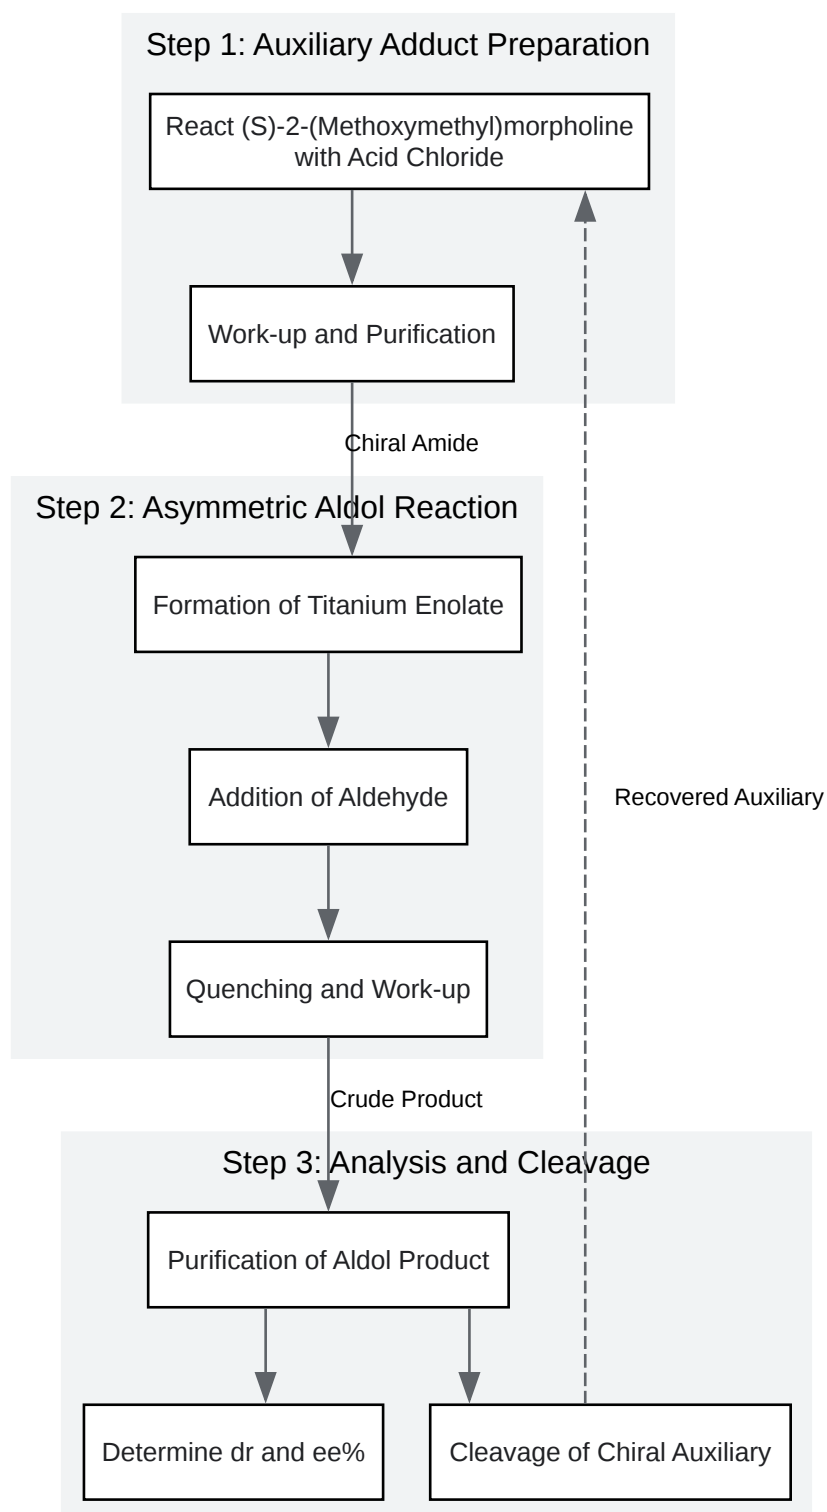 Step 1: Auxiliary Adduct Preparation
React (S)-2-(Methoxymethyl)morpholine
with Acid Chloride
Work-up and Purification
Chiral Amide
Step 2: Asymmetric Aldol Reaction
Formation of Titanium Enolate
Addition of Aldehyde
Recovered Auxiliary
Quenching and Work-up
Crude Product
Step 3: Analysis and Cleavage
Purification of Aldol Product
Determine dr and ee%
Cleavage of Chiral Auxiliary